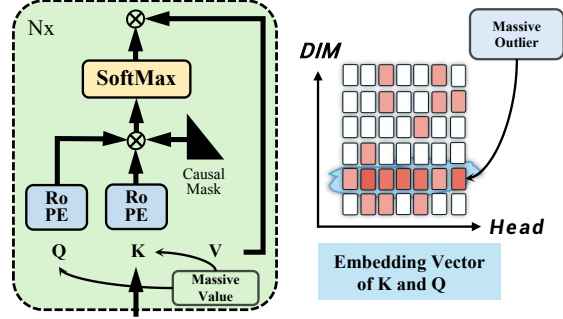 Nx
SoftMax
Causal
Mask
Ro
PE
Ro
PE
Q
K
V
Massive
Value
DIM
Massive
Outlier
Head
Embedding Vector
of K and Q